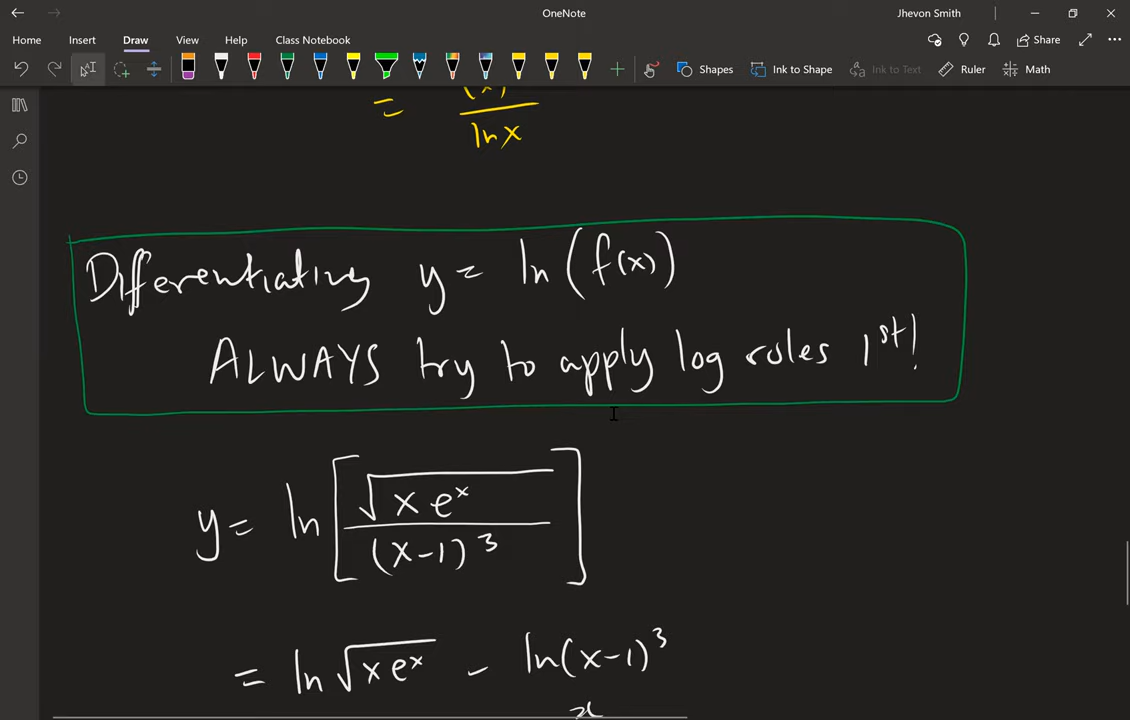 OneNote
Jhevon Smith
Home Insert Draw View Help Class Notebook
Share
Shapes Ink to Shape Ink to Text Ruler Math
= (x) / ln x
Differentiating y = ln(f(x))
ALWAYS try to apply log rules 1st!
y = ln[√(x eˣ) / (x-1)³]
= ln√(x eˣ) - ln(x-1)³
x